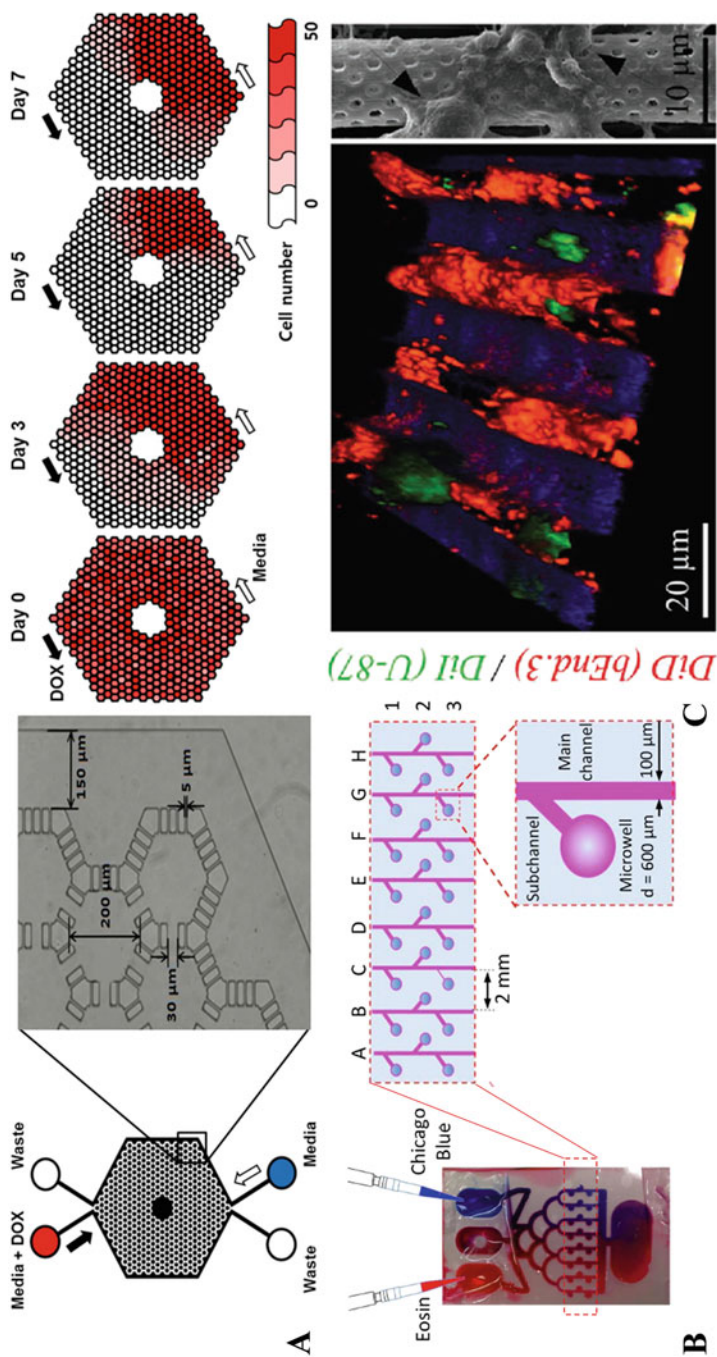 A
Media + DOX
Waste
Waste
Media
150 µm
200 µm
5 µm
30 µm
DOX
Day 0
Day 3
Day 5
Day 7
Media
Cell number
0
50
B
Eosin
Chicago
Blue
A
B
C
D
E
F
G
H
1
2
3
2 mm
Subchannel
Main
channel
Microwell
d = 600 µm
100 µm
C
DiD (bEnd.3) / DiI (U-87)
20 µm
10 µm